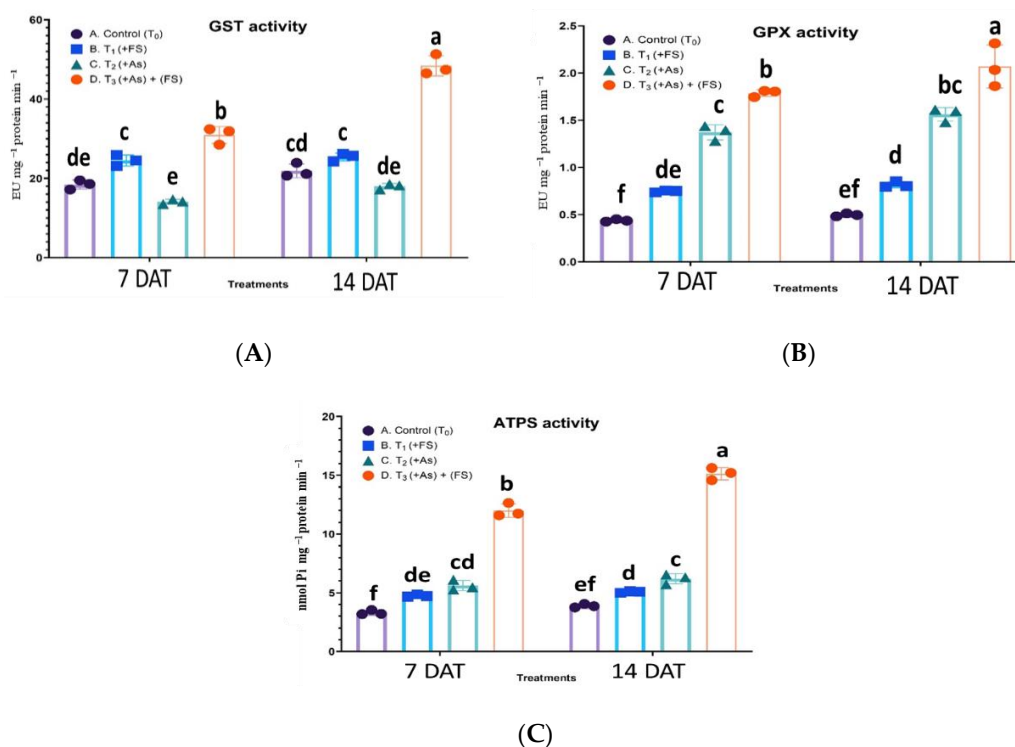 GST activity
A. Control (T₀)
B. T₁ (+FS)
C. T₂ (+As)
D. T₃ (+As) + (FS)
EU mg⁻¹ protein min⁻¹
60
40
20
0
de
c
e
b
cd
c
de
a
7 DAT
Treatments
14 DAT
(A)
GPX activity
A. Control (T₀)
B. T₁ (+FS)
C. T₂ (+As)
D. T₃ (+As) + (FS)
EU mg⁻¹ protein min⁻¹
2.5
2.0
1.5
1.0
0.5
0.0
f
de
c
b
ef
d
bc
a
7 DAT
Treatments
14 DAT
(B)
ATPS activity
A. Control (T₀)
B. T₁ (+FS)
C. T₂ (+As)
D. T₃ (+As) + (FS)
nmol Pi mg⁻¹ protein min⁻¹
20
15
10
5
0
f
de
cd
b
ef
d
c
a
7 DAT
Treatments
14 DAT
(C)